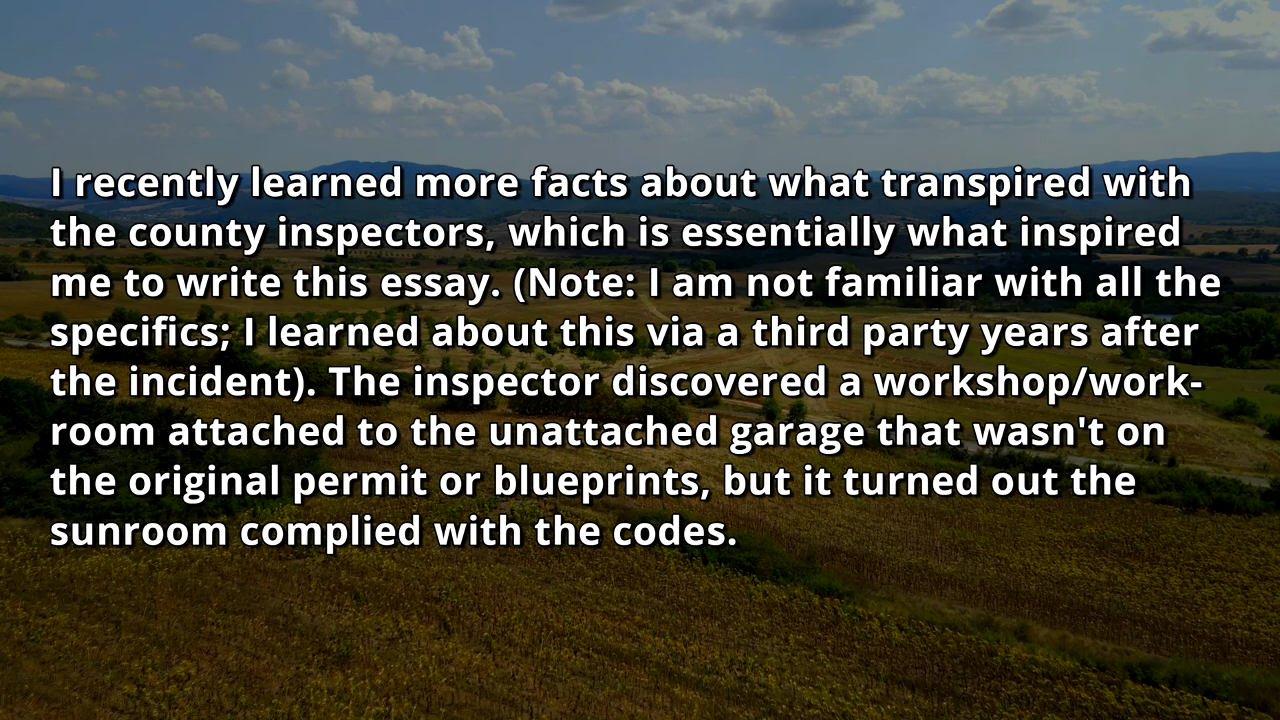 I recently learned more facts about what transpired with
the county inspectors, which is essentially what inspired
me to write this essay. (Note: I am not familiar with all the
specifics; I learned about this via a third party years after
the incident). The inspector discovered a workshop/work-
room attached to the unattached garage that wasn't on
the original permit or blueprints, but it turned out the
sunroom complied with the codes.